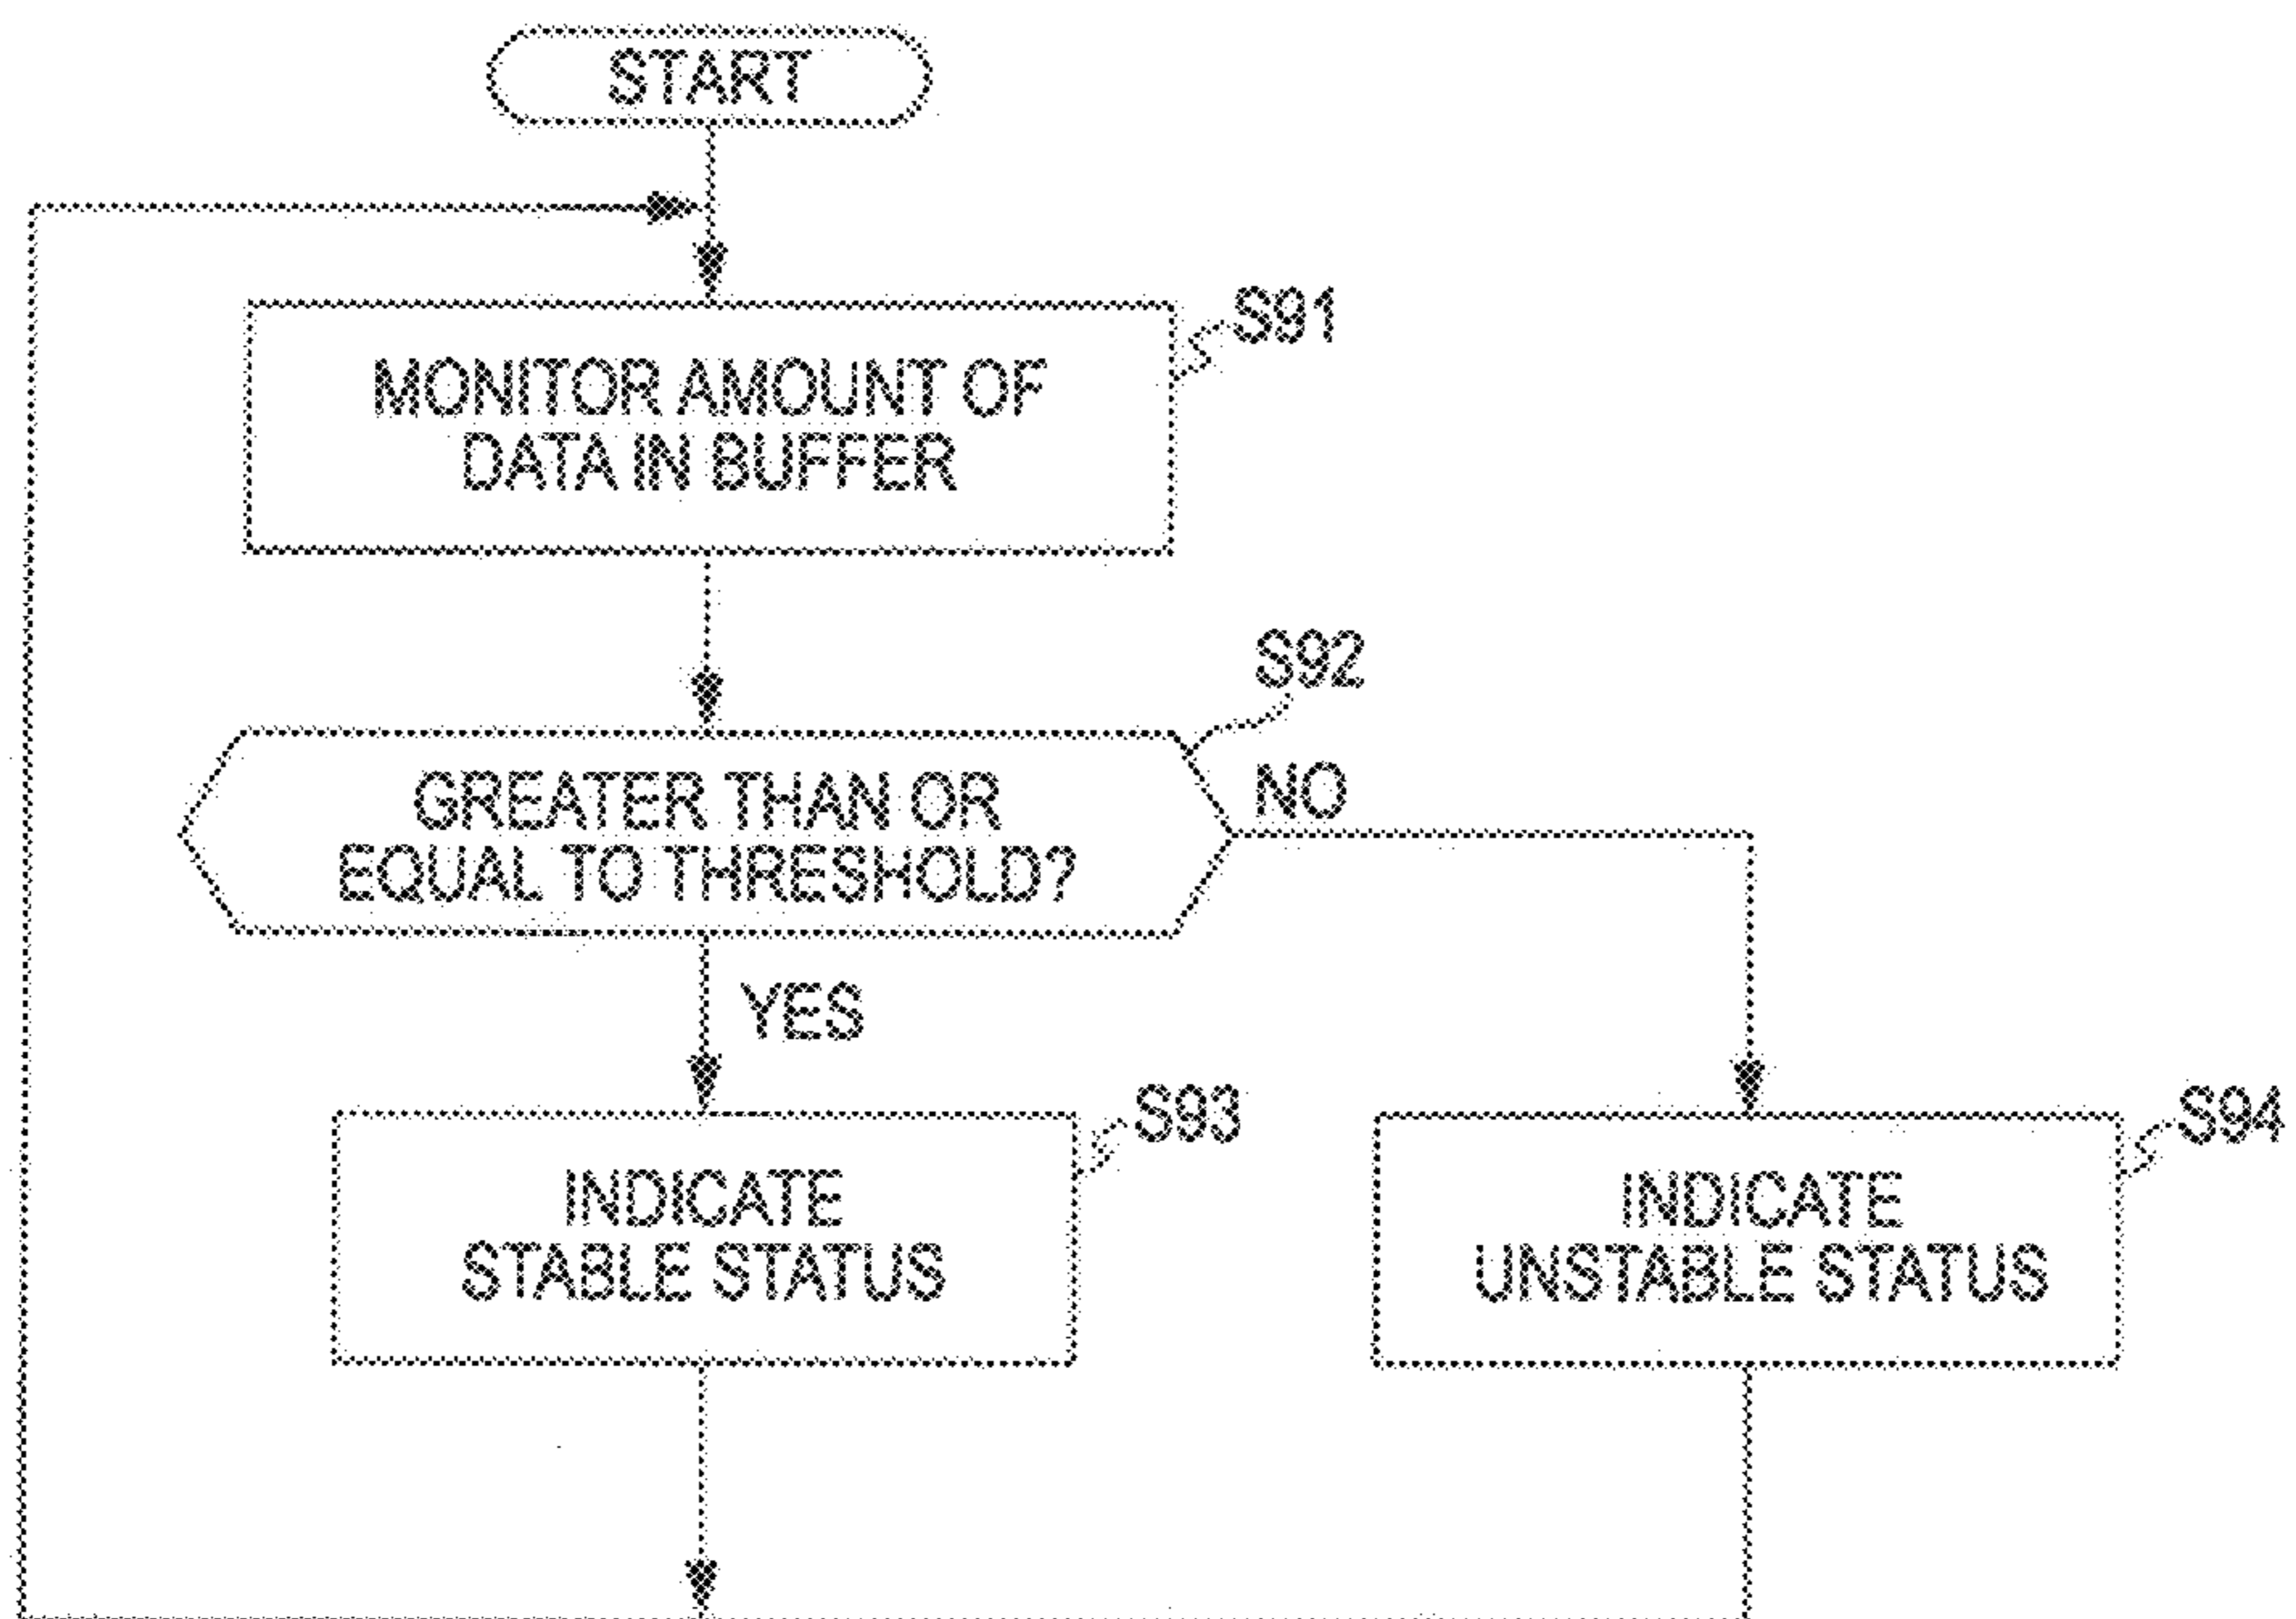 START
S91
MONITOR AMOUNT OF
DATA IN BUFFER
S92
GREATER THAN OR
EQUAL TO THRESHOLD?
NO
YES
S93
INDICATE
STABLE STATUS
S94
INDICATE
UNSTABLE STATUS